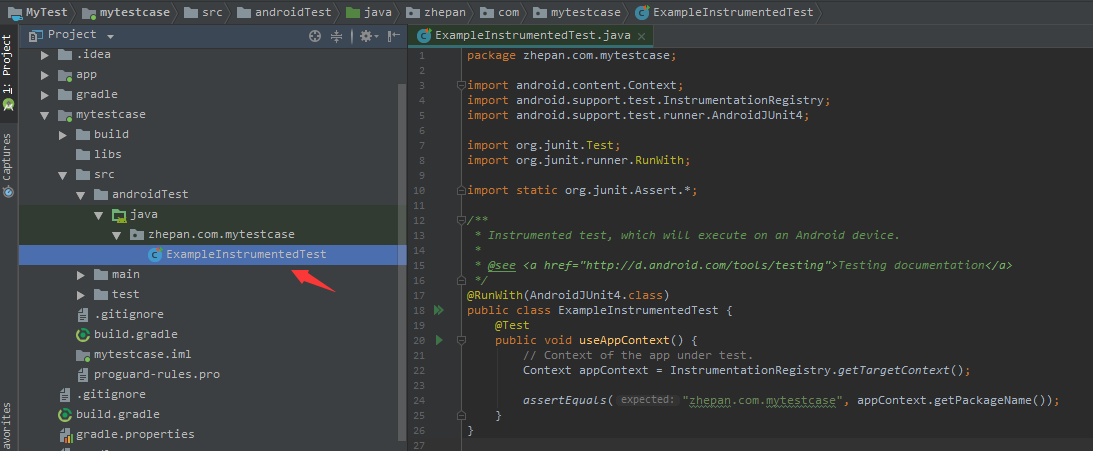 MyTest mytestcase src androidTest java zhepan com mytestcase ExampleInstrumentedTest
1: Project
Captures
avorites
Project
.idea
app
gradle
mytestcase
build
libs
src
androidTest
java
zhepan.com.mytestcase
ExampleInstrumentedTest
main
test
.gitignore
build.gradle
mytestcase.iml
proguard-rules.pro
.gitignore
build.gradle
gradle.properties
ExampleInstrumentedTest.java ×
1 package zhepan.com.mytestcase;
2
3 import android.content.Context;
4 import android.support.test.InstrumentationRegistry;
5 import android.support.test.runner.AndroidJUnit4;
6
7 import org.junit.Test;
8 import org.junit.runner.RunWith;
9
10 import static org.junit.Assert.*;
11
12 /**
13 * Instrumented test, which will execute on an Android device.
14 *
15 * @see <a href="http://d.android.com/tools/testing">Testing documentation</a>
16 */
17 @RunWith(AndroidJUnit4.class)
18 public class ExampleInstrumentedTest {
19 @Test
20 public void useAppContext() {
21 // Context of the app under test.
22 Context appContext = InstrumentationRegistry.getTargetContext();
23
24 assertEquals( expected: "zhepan.com.mytestcase", appContext.getPackageName());
25 }
26 }
27